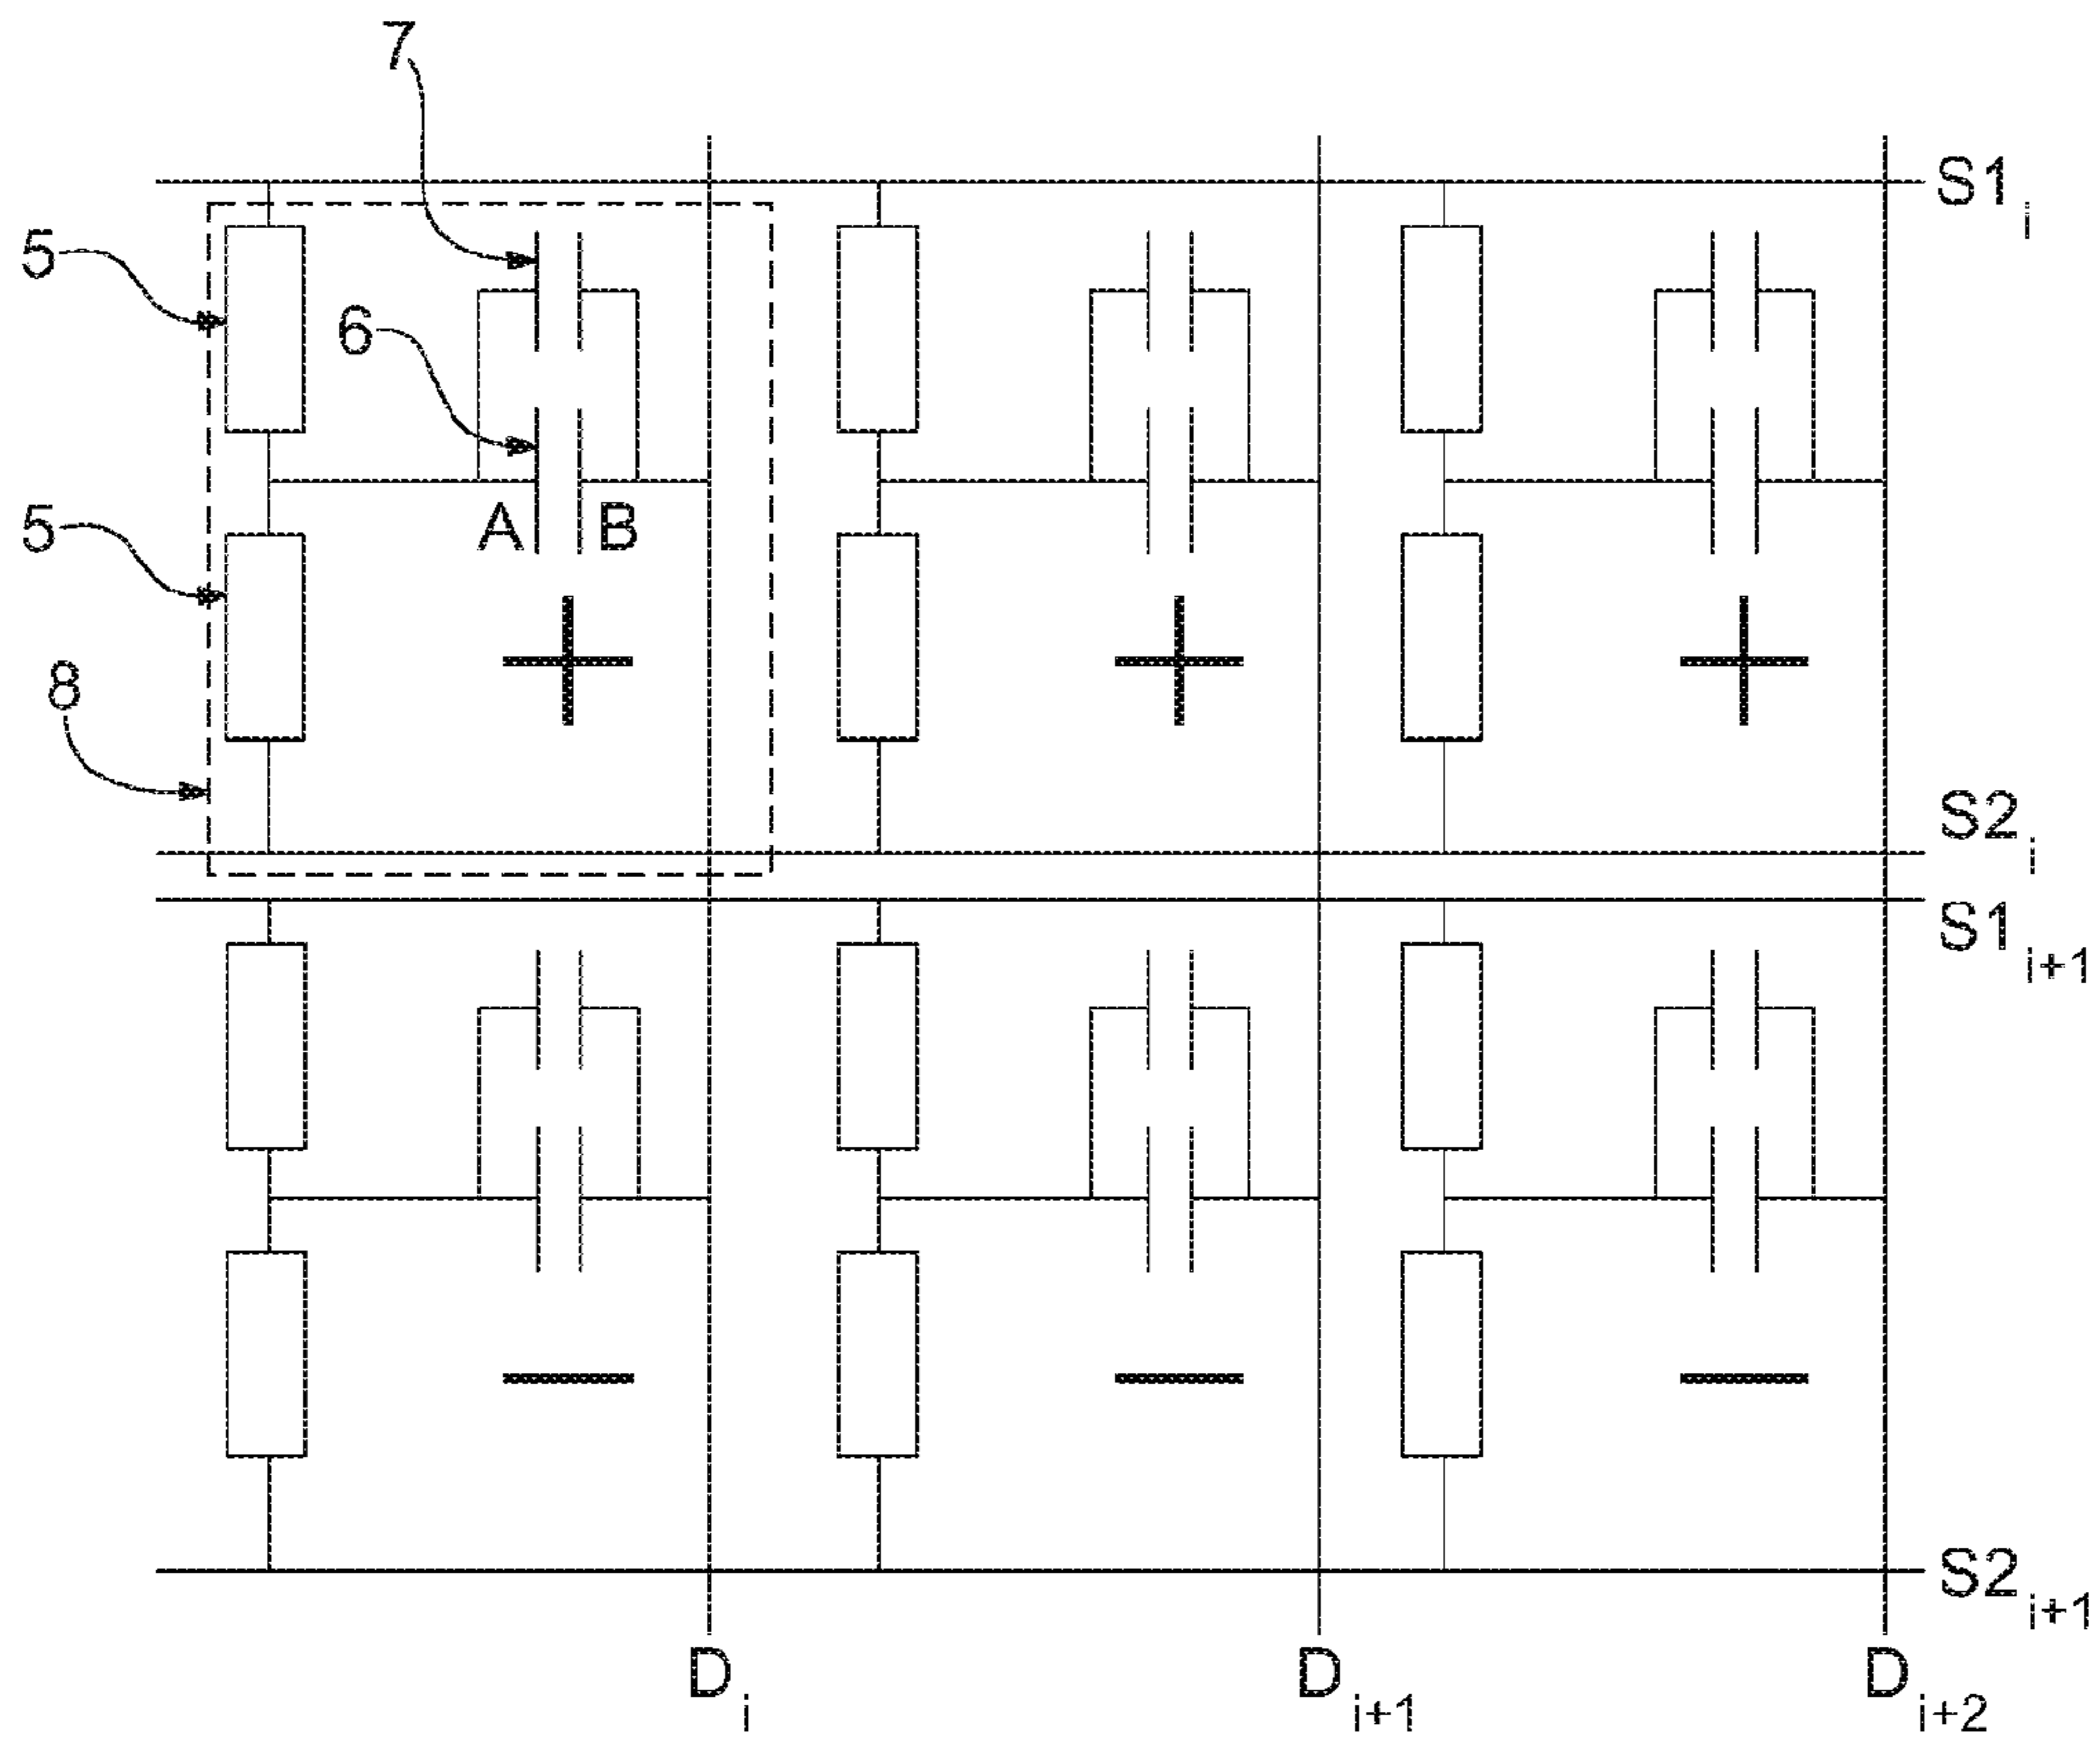 7
S1i
5
6
A B
5
+ + +
8
S2i
S1i+1
− − −
S2i+1
Di Di+1 Di+2